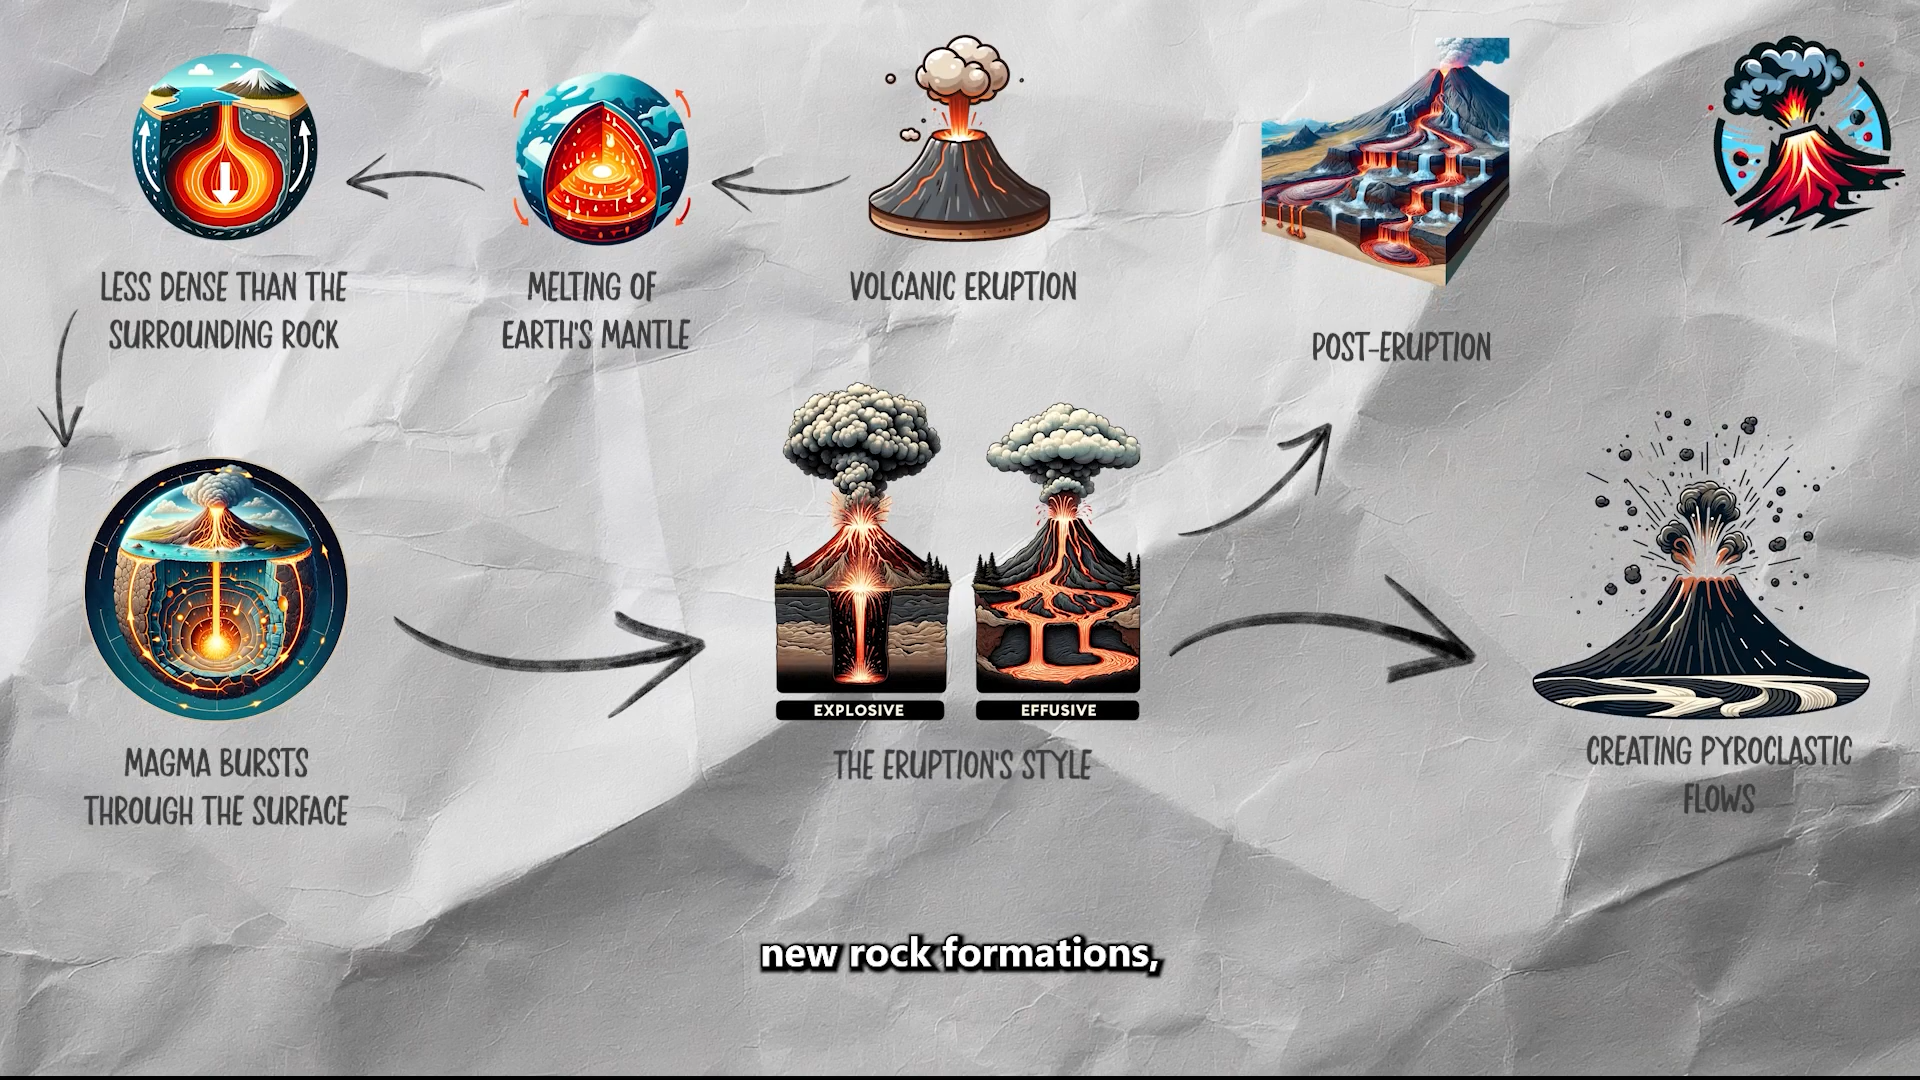 LESS DENSE THAN THE
SURROUNDING ROCK
MELTING OF
EARTH'S MANTLE
VOLCANIC ERUPTION
POST-ERUPTION
MAGMA BURSTS
THROUGH THE SURFACE
EXPLOSIVE
EFFUSIVE
THE ERUPTION'S STYLE
CREATING PYROCLASTIC
FLOWS
new rock formations,